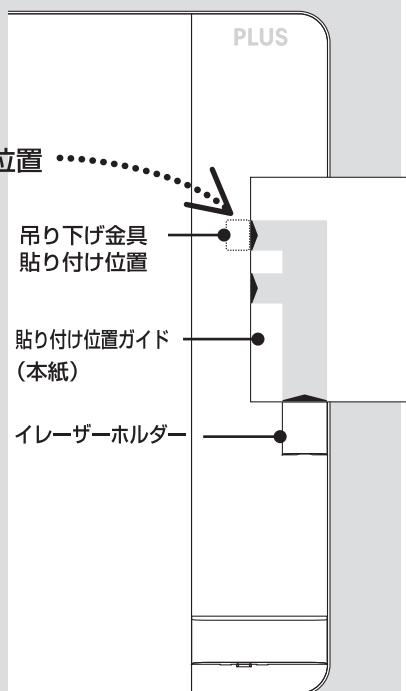 PLUS
位置
吊り下げ金具
貼り付け位置
貼り付け位置ガイド
（本紙）
イレーザーホルダー